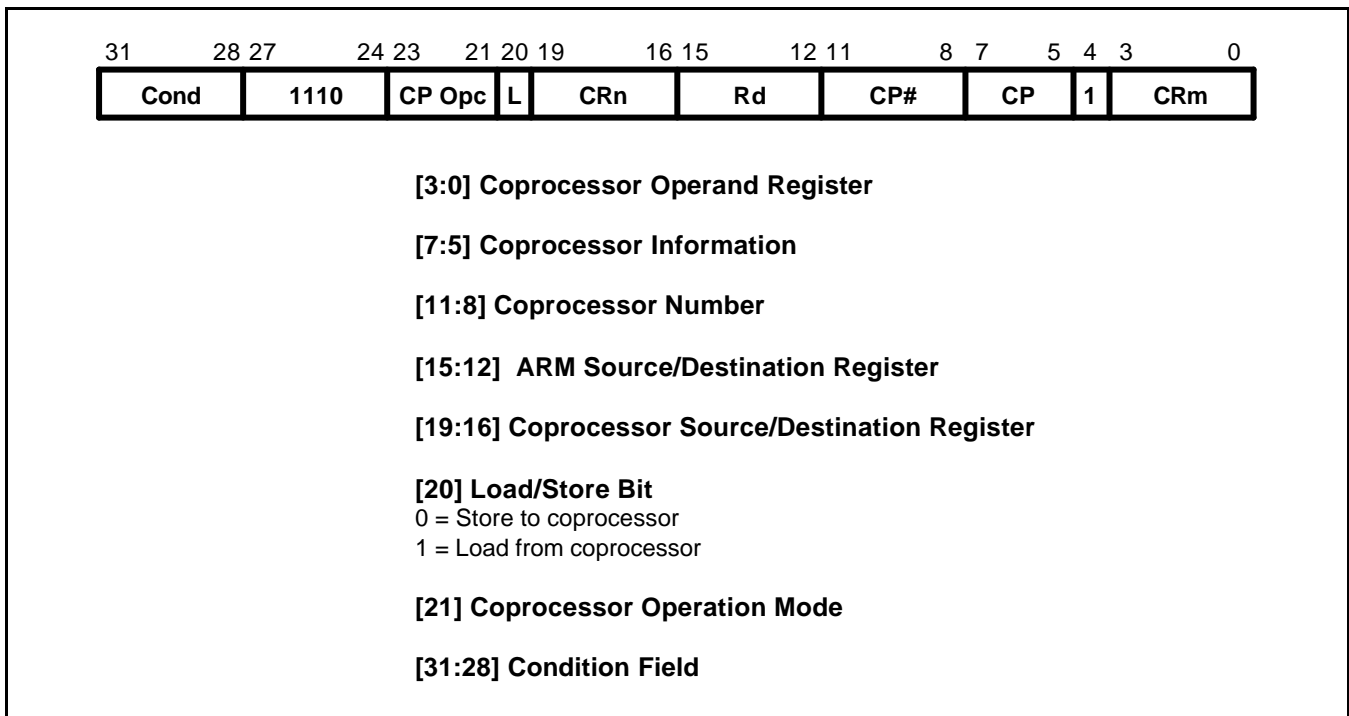 31 28 27 24 23 21 20 19 16 15 12 11 8 7 5 4 3 0
Cond 1110 CP Opc L CRn Rd CP# CP 1 CRm
[3:0] Coprocessor Operand Register
[7:5] Coprocessor Information
[11:8] Coprocessor Number
[15:12] ARM Source/Destination Register
[19:16] Coprocessor Source/Destination Register
[20] Load/Store Bit
0 = Store to coprocessor
1 = Load from coprocessor
[21] Coprocessor Operation Mode
[31:28] Condition Field